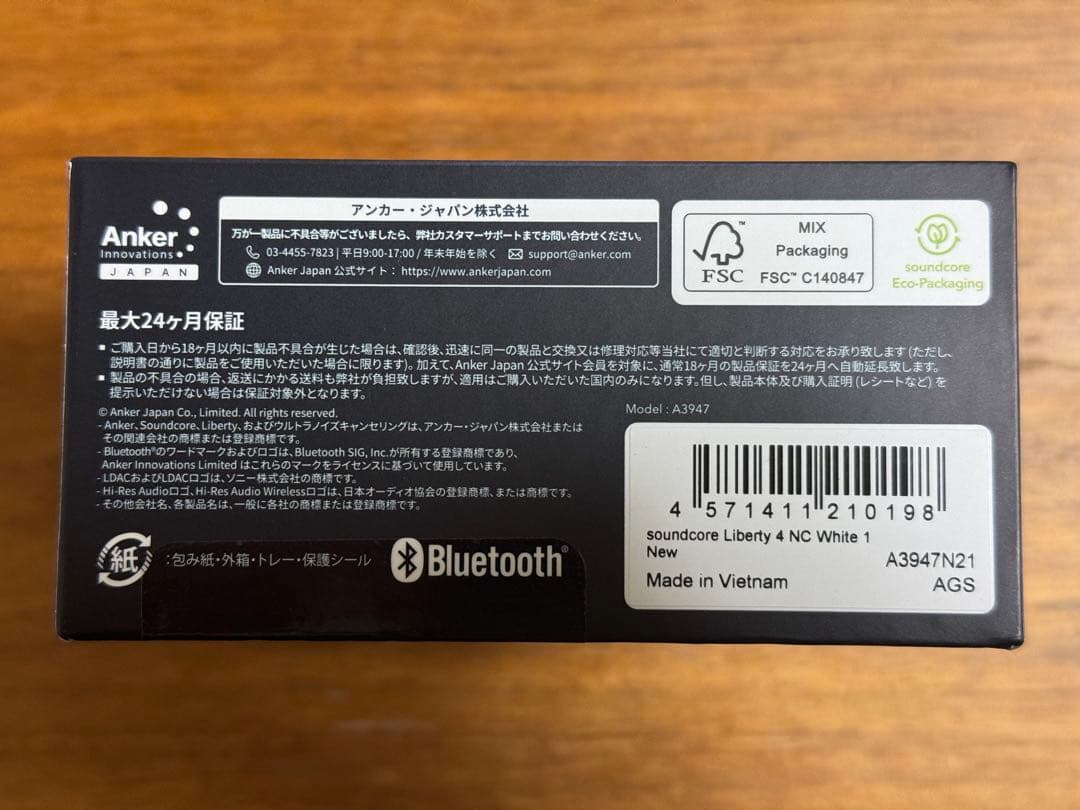 Anker
Innovations
JAPAN
アンカー・ジャパン株式会社
万が一製品に不具合等がございましたら、弊社カスタマーサポートまでお問い合わせください。
03-4455-7823 | 平日9:00-17:00 / 年末年始を除く support@anker.com
Anker Japan 公式サイト : https://www.ankerjapan.com
FSC™
MIX
Packaging
FSC™ C140847
soundcore
Eco-Packaging
最大24ヶ月保証
▪ ご購入日から18ヶ月以内に製品不具合が生じた場合は、確認後、迅速に同一の製品と交換又は修理対応等当社にて適切と判断する対応をお承り致します (ただし、
説明書の通りに製品をご使用いただいた場合に限ります)。加えて、Anker Japan 公式サイト会員を対象に、通常18ヶ月の製品保証を24ヶ月へ自動延長致します。
▪ 製品の不具合の場合、返送にかかる送料も弊社が負担致しますが、適用はご購入いただいた国内のみになります。但し、製品本体及び購入証明 (レシートなど) を
提示いただけない場合は保証対象外となります。
© Anker Japan Co., Limited. All rights reserved.
- Anker、Soundcore、Liberty、およびウルトラノイズキャンセリングは、アンカー・ジャパン株式会社または
その関連会社の商標または登録商標です。
- Bluetooth®のワードマークおよびロゴは、Bluetooth SIG, Inc.が所有する登録商標であり、
Anker Innovations Limited はこれらのマークをライセンスに基づいて使用しています。
- LDACおよびLDACロゴは、ソニー株式会社の商標です。
- Hi-Res Audioロゴ、Hi-Res Audio Wirelessロゴは、日本オーディオ協会の登録商標、または商標です。
- その他会社名、各製品名は、一般に各社の商標または登録商標です。
紙 :包み紙・外箱・トレー・保護シール
Bluetooth®
Model : A3947
4 571411 210198
soundcore Liberty 4 NC White 1
New
A3947N21
Made in Vietnam
AGS